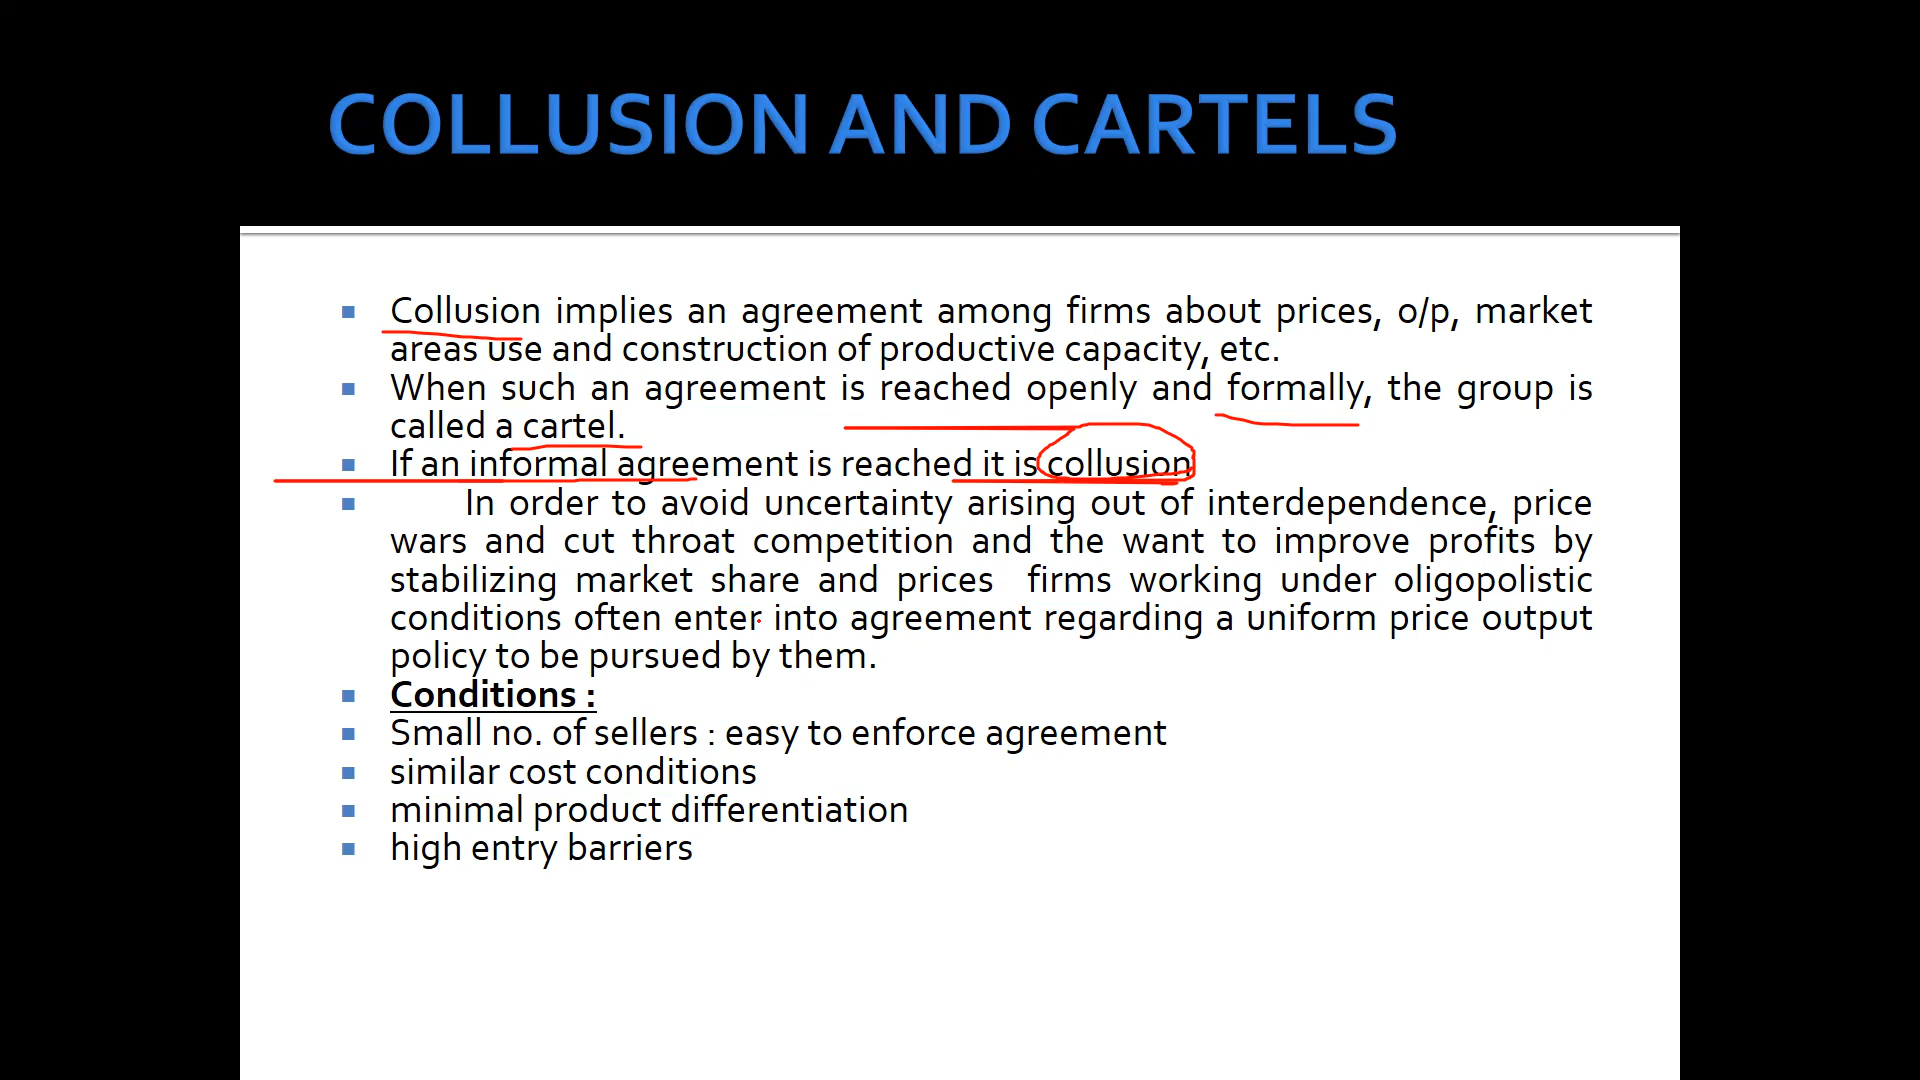 COLLUSION AND CARTELS
Collusion implies an agreement among firms about prices, o/p, market
areas use and construction of productive capacity, etc.
When such an agreement is reached openly and formally, the group is
called a cartel.
If an informal agreement is reached it is collusion
In order to avoid uncertainty arising out of interdependence, price
wars and cut throat competition and the want to improve profits by
stabilizing market share and prices firms working under oligopolistic
conditions often enter into agreement regarding a uniform price output
policy to be pursued by them.
Conditions :
Small no. of sellers : easy to enforce agreement
similar cost conditions
minimal product differentiation
high entry barriers